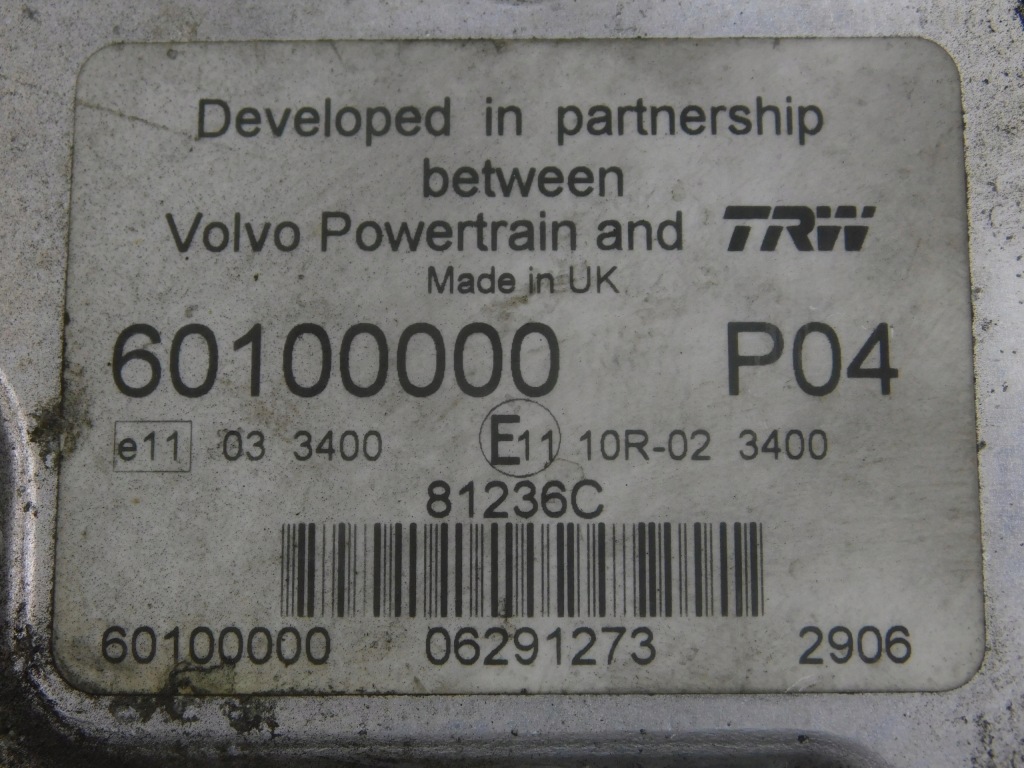 Developed in partnership
between
Volvo Powertrain and TRW
Made in UK
60100000 P04
e11 03 3400 E11 10R-02 3400
81236C
60100000 06291273 2906